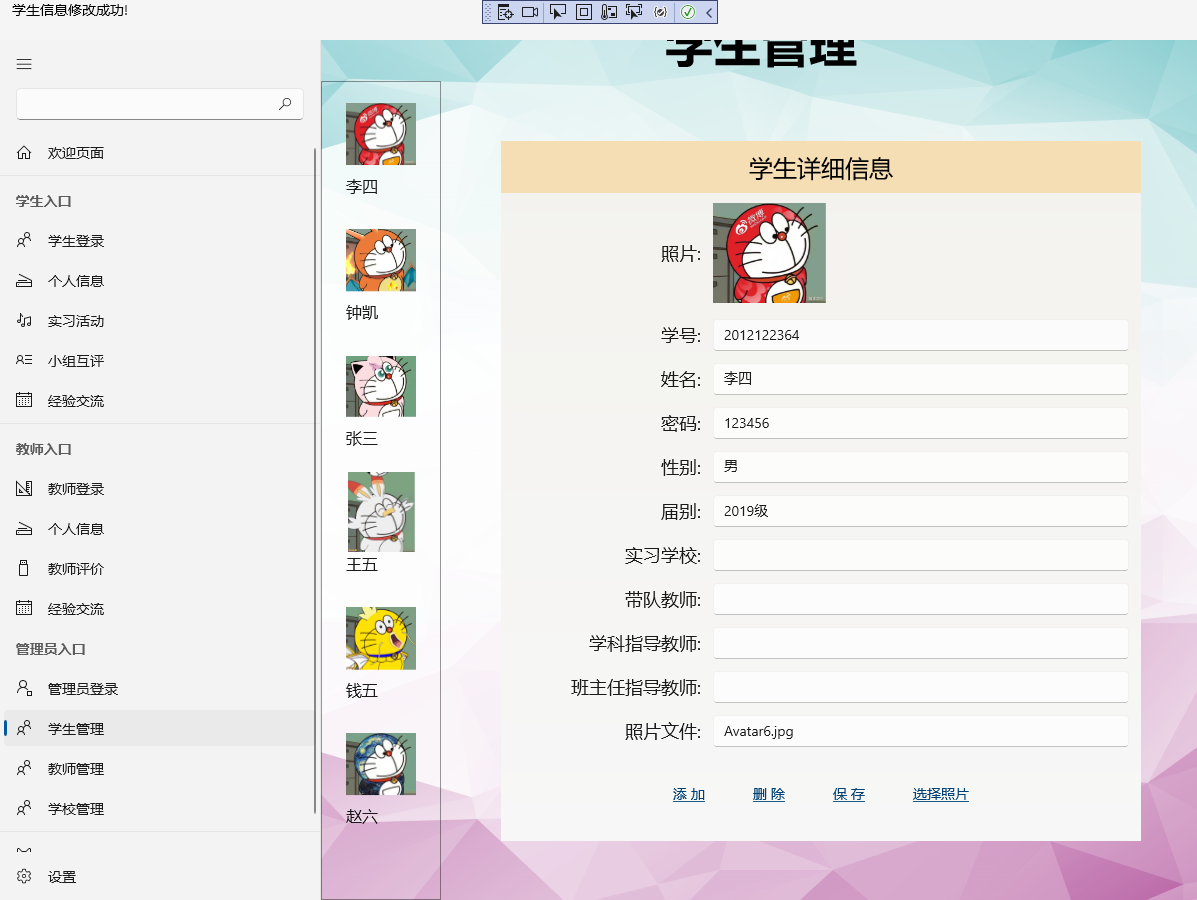 学生信息修改成功!
学生管理
欢迎页面
学生入口
学生登录
个人信息
实习活动
小组互评
经验交流
教师入口
教师登录
个人信息
教师评价
经验交流
管理员入口
管理员登录
学生管理
教师管理
学校管理
设置
李四
钟凯
张三
王五
钱五
赵六
学生详细信息
照片:
微博
学号: 2012122364
姓名: 李四
密码: 123456
性别: 男
届别: 2019级
实习学校:
带队教师:
学科指导教师:
班主任指导教师:
照片文件: Avatar6.jpg
添 加 删 除 保 存 选择照片